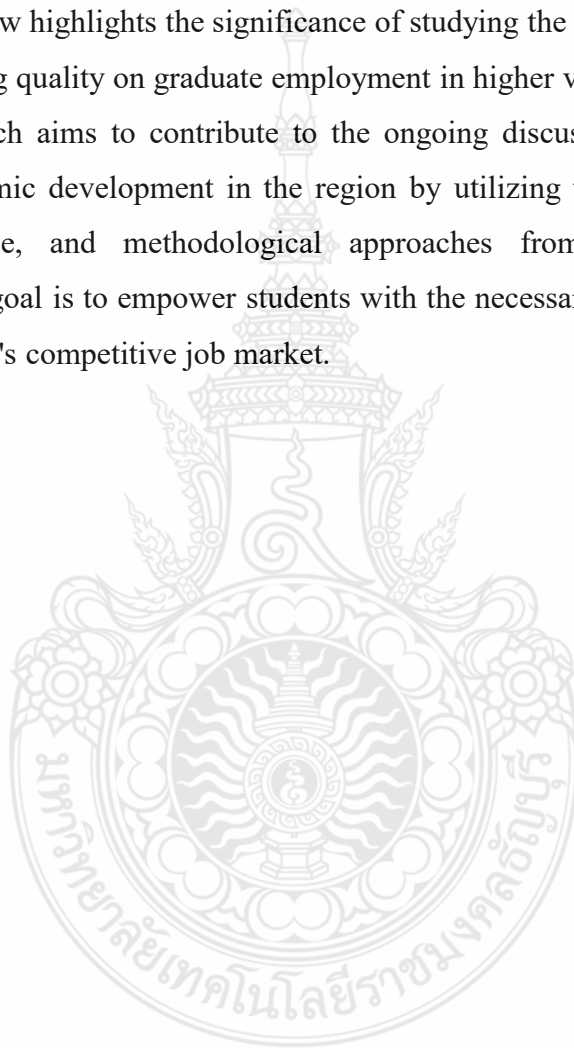 w highlights the significance of studying the
g quality on graduate employment in higher v
ch aims to contribute to the ongoing discus
mic development in the region by utilizing
e, and methodological approaches from
goal is to empower students with the necessa
's competitive job market.
มหาวิทยาลัยเทคโนโลยีราชมงคลธัญบุรี